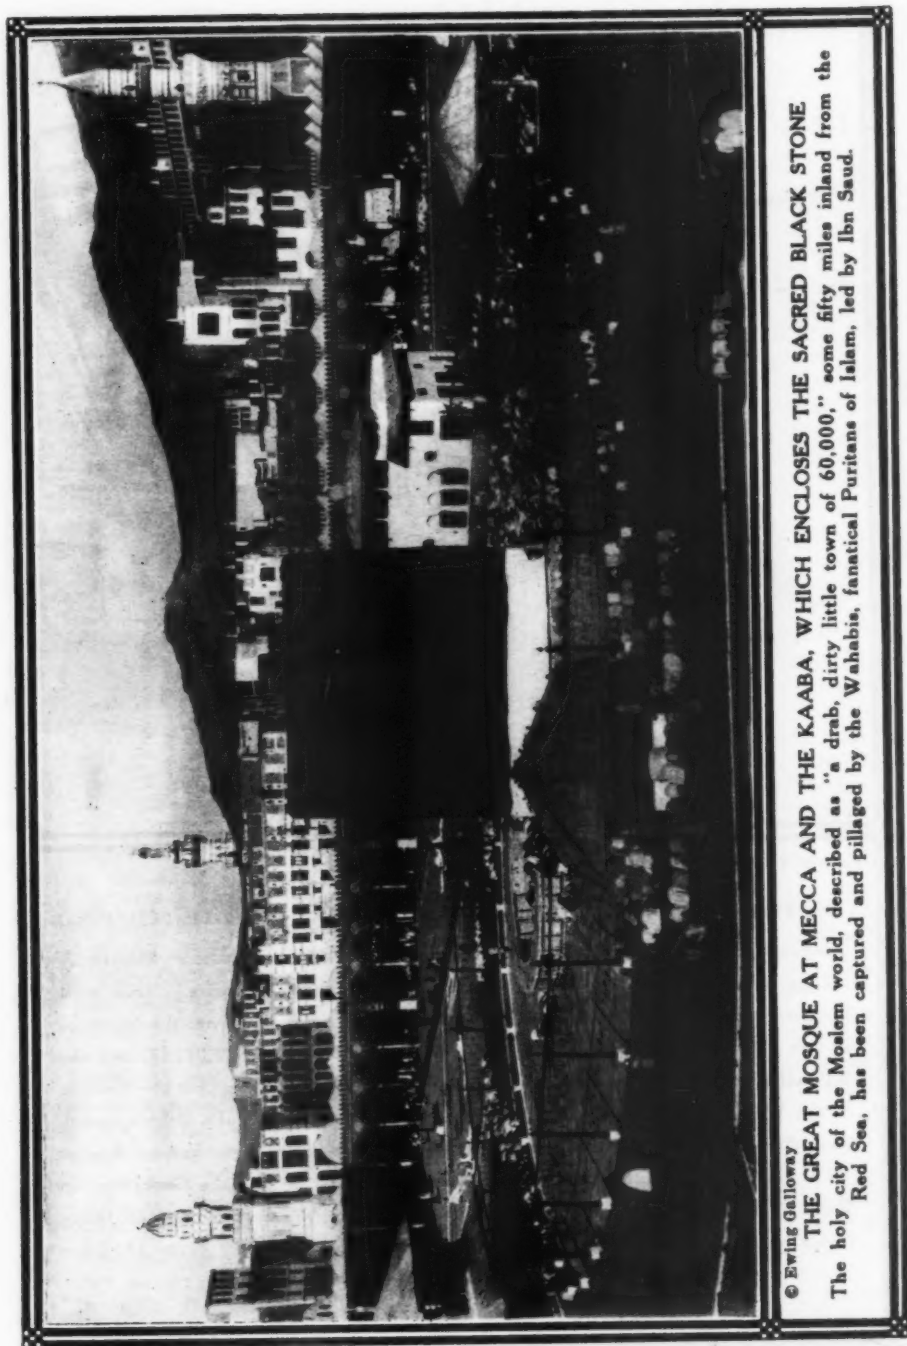 © Ewing Galloway
THE GREAT MOSQUE AT MECCA AND THE KAABA, WHICH ENCLOSES THE SACRED BLACK STONE
The holy city of the Moslem world, described as "a drab, dirty little town of 60,000," some fifty miles inland from the
Red Sea, has been captured and pillaged by the Wahabis, fanatical Puritans of Islam, led by Ibn Saud.